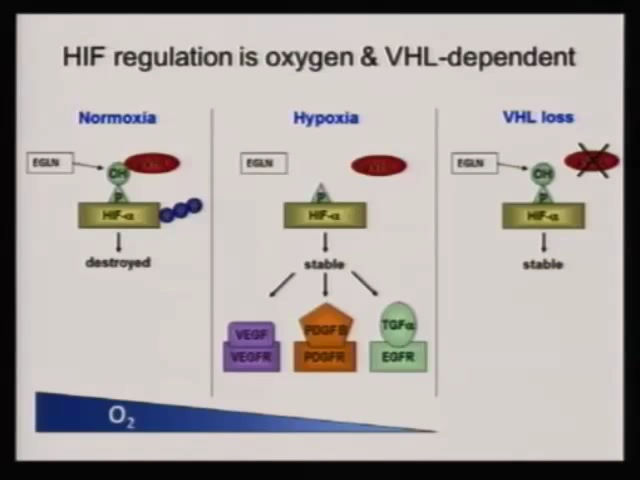 HIF regulation is oxygen & VHL-dependent
Normoxia
Hypoxia
VHL loss
EGLN
OH
P
HIF-α
destroyed
EGLN
P
HIF-α
stable
VEGF
VEGFR
PDGF B
PDGFR
TGFα
EGFR
EGLN
OH
P
HIF-α
stable
O₂